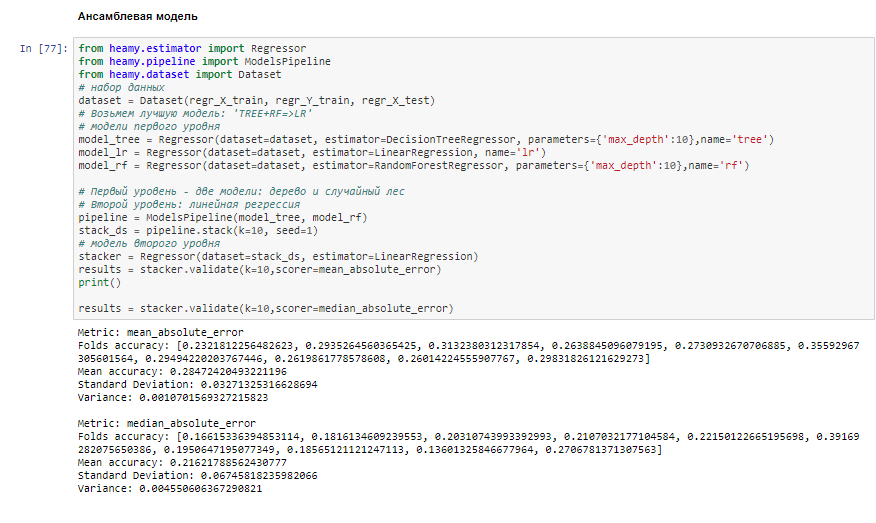 Ансамблевая модель
In [77]:
from heamy.estimator import Regressor
from heamy.pipeline import ModelsPipeline
from heamy.dataset import Dataset
# набор данных
dataset = Dataset(regr_X_train, regr_Y_train, regr_X_test)
# Возьмем лучшую модель: 'TREE+RF=>LR'
# модели первого уровня
model_tree = Regressor(dataset=dataset, estimator=DecisionTreeRegressor, parameters={'max_depth':10},name='tree')
model_lr = Regressor(dataset=dataset, estimator=LinearRegression, name='lr')
model_rf = Regressor(dataset=dataset, estimator=RandomForestRegressor, parameters={'max_depth':10},name='rf')
# Первый уровень - две модели: дерево и случайный лес
# Второй уровень: линейная регрессия
pipeline = ModelsPipeline(model_tree, model_rf)
stack_ds = pipeline.stack(k=10, seed=1)
# модель второго уровня
stacker = Regressor(dataset=stack_ds, estimator=LinearRegression)
results = stacker.validate(k=10,scorer=mean_absolute_error)
print()
results = stacker.validate(k=10,scorer=median_absolute_error)
Metric: mean_absolute_error
Folds accuracy: [0.2321812256482623, 0.2935264560365425, 0.3132380312317854, 0.2638845096079195, 0.2730932670706885, 0.35592967
305601564, 0.29494220203767446, 0.2619861778578608, 0.26014224555907767, 0.29831826121629273]
Mean accuracy: 0.28472420493221196
Standard Deviation: 0.03271325316628694
Variance: 0.0010701569327215823
Metric: median_absolute_error
Folds accuracy: [0.16615336394853114, 0.1816134609239553, 0.20310743993392993, 0.2107032177104584, 0.22150122665195698, 0.39169
282075650386, 0.1950647195077349, 0.18565121121247113, 0.13601325846677964, 0.2706781371307563]
Mean accuracy: 0.21621788562430777
Standard Deviation: 0.06745818235982066
Variance: 0.004550606367290821